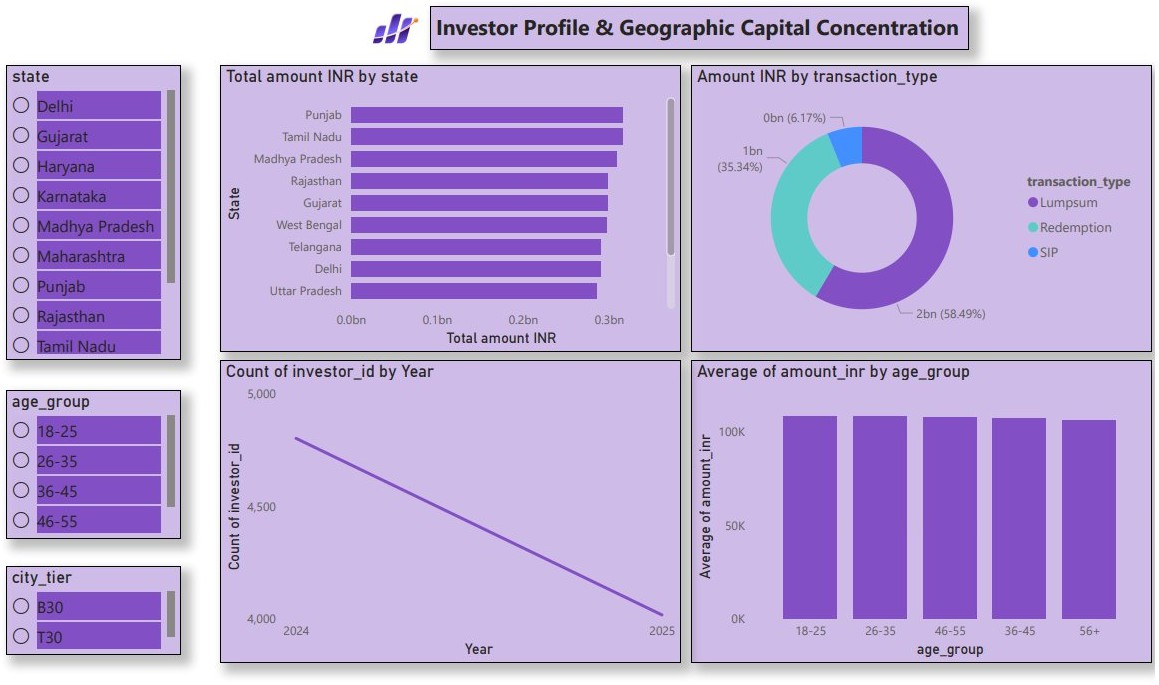 Investor Profile & Geographic Capital Concentration
state
Delhi
Gujarat
Haryana
Karnataka
Madhya Pradesh
Maharashtra
Punjab
Rajasthan
Tamil Nadu
age_group
18-25
26-35
36-45
46-55
city_tier
B30
T30
Total amount INR by state
State
Punjab
Tamil Nadu
Madhya Pradesh
Rajasthan
Gujarat
West Bengal
Telangana
Delhi
Uttar Pradesh
0.0bn 0.1bn 0.2bn 0.3bn
Total amount INR
Amount INR by transaction_type
0bn (6.17%)
1bn
(35.34%)
2bn (58.49%)
transaction_type
Lumpsum
Redemption
SIP
Count of investor_id by Year
Count of investor_id
5,000
4,500
4,000
2024 2025
Year
Average of amount_inr by age_group
Average of amount_inr
100K
50K
0K
18-25 26-35 46-55 36-45 56+
age_group